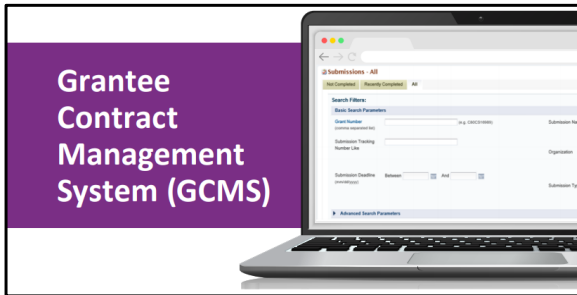 Grantee
Contract
Management
System (GCMS)
Submissions - All
Not Completed Recently Completed All
Search Filters:
Basic Search Parameters
Grant Number
(comma-separated list)
Submission Tracking
Number Like
Organization
Submission Deadline Between And
(mm/dd/yyyy)
Advanced Search Parameters